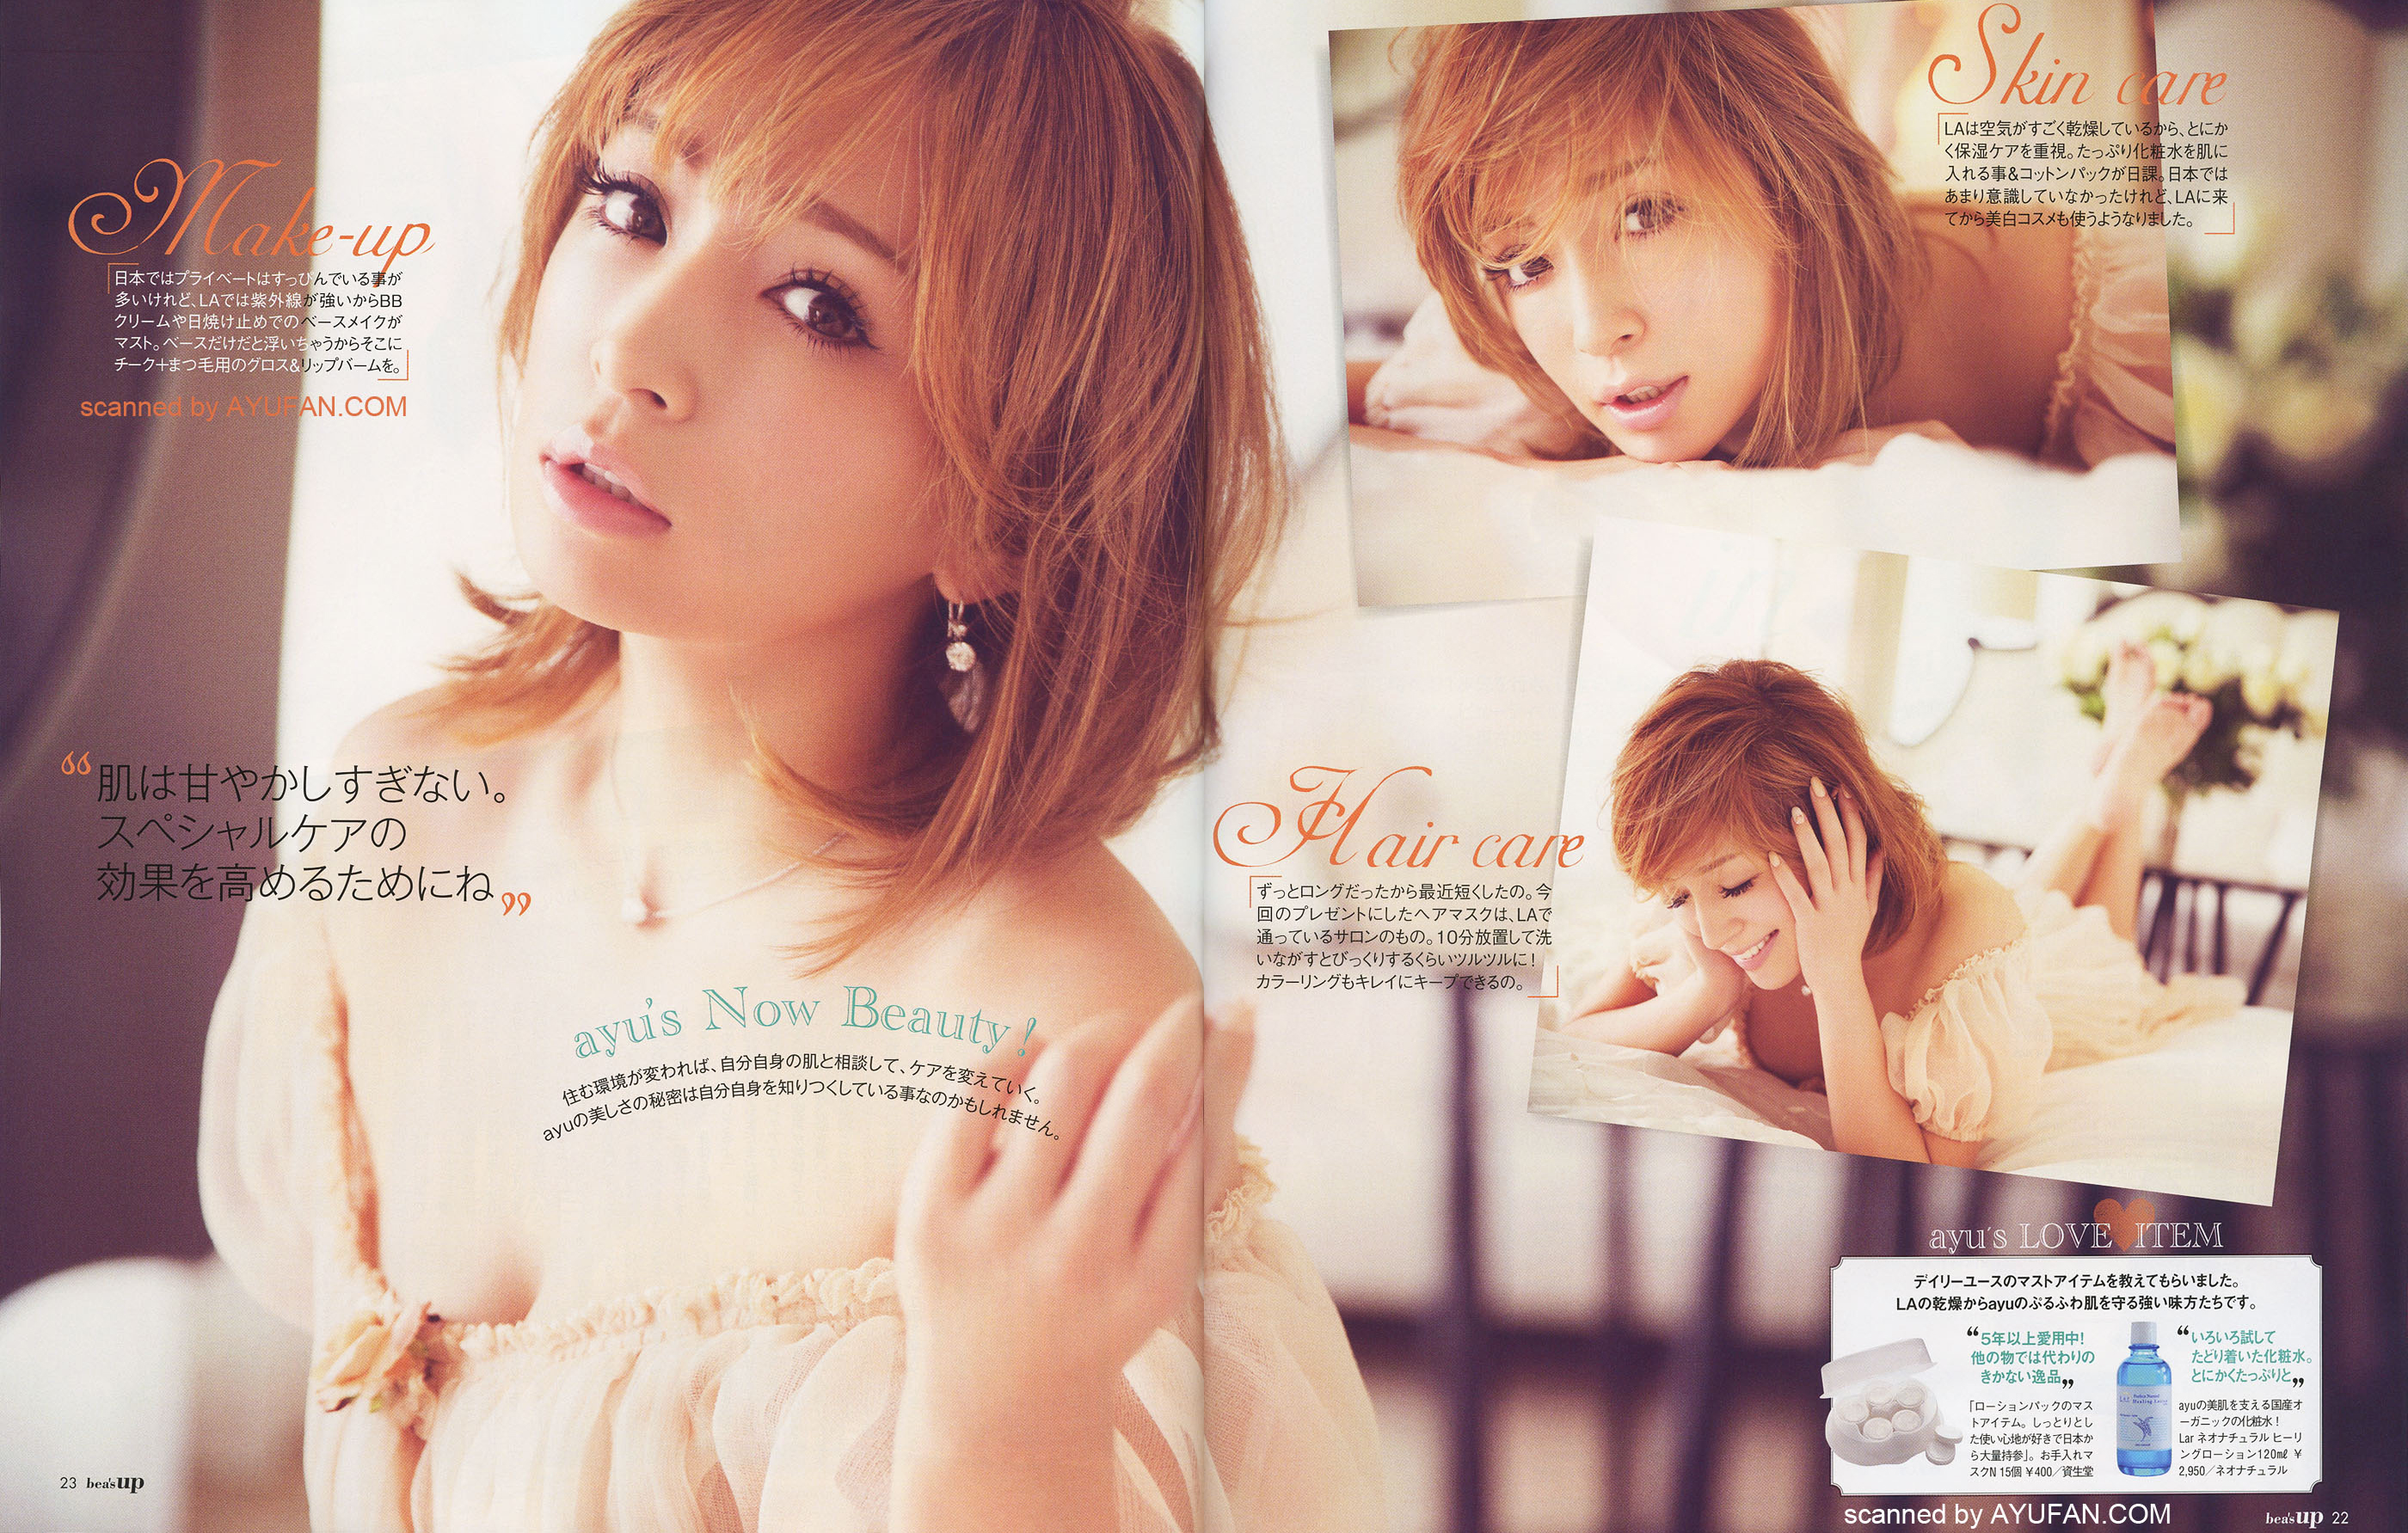 Make-up
日本ではプライベートはすっぴんでいる事が
多いけれど、LAでは紫外線が強いからBB
クリームや日焼け止めでのベースメイクが
マスト。ベースだけだと浮いちゃうからそこに
チーク+まつ毛用のグロス&リップバームを。
scanned by AYUFAN.COM
“肌は甘やかしすぎない。
スペシャルケアの
効果を高めるためにね”
ayu's Now Beauty!
住む環境が変われば、自分自身の肌と相談して、ケアを変えていく。
ayuの美しさの秘密は自分自身を知りつくしている事なのかもしれません。
23 bea's up
Skin care
LAは空気がすごく乾燥しているから、とにか
く保湿ケアを重視。たっぷり化粧水を肌に
入れる事&コットンパックが日課。日本では
あまり意識していなかったけれど、LAに来
てから美白コスメも使うようなりました。
Hair care
ずっとロングだったから最近短くしたの。今
回のプレゼントにしたヘアマスクは、LAで
通っているサロンのもの。10分放置して洗
いながすとびっくりするくらいツルツルに!
カラーリングもキレイにキープできるの。
ayu's LOVE ITEM
デイリーユースのマストアイテムを教えてもらいました。
LAの乾燥からayuのぷるふわ肌を守る強い味方たちです。
“5年以上愛用中!
他の物では代わりの
きかない逸品”
「ローションパックのマス
トアイテム。しっとりとし
た使い心地が好きで日本か
ら大量持参」。お手入れマ
スクN 15個 ¥400/資生堂
“いろいろ試して
たどり着いた化粧水。
とにかくたっぷりと”
ayuの美肌を支える国産オ
ーガニックの化粧水!
Lar ネオナチュラル ヒーリ
ングローション120mℓ ¥
2,950/ネオナチュラル
scanned by AYUFAN.COM
bea's up 22